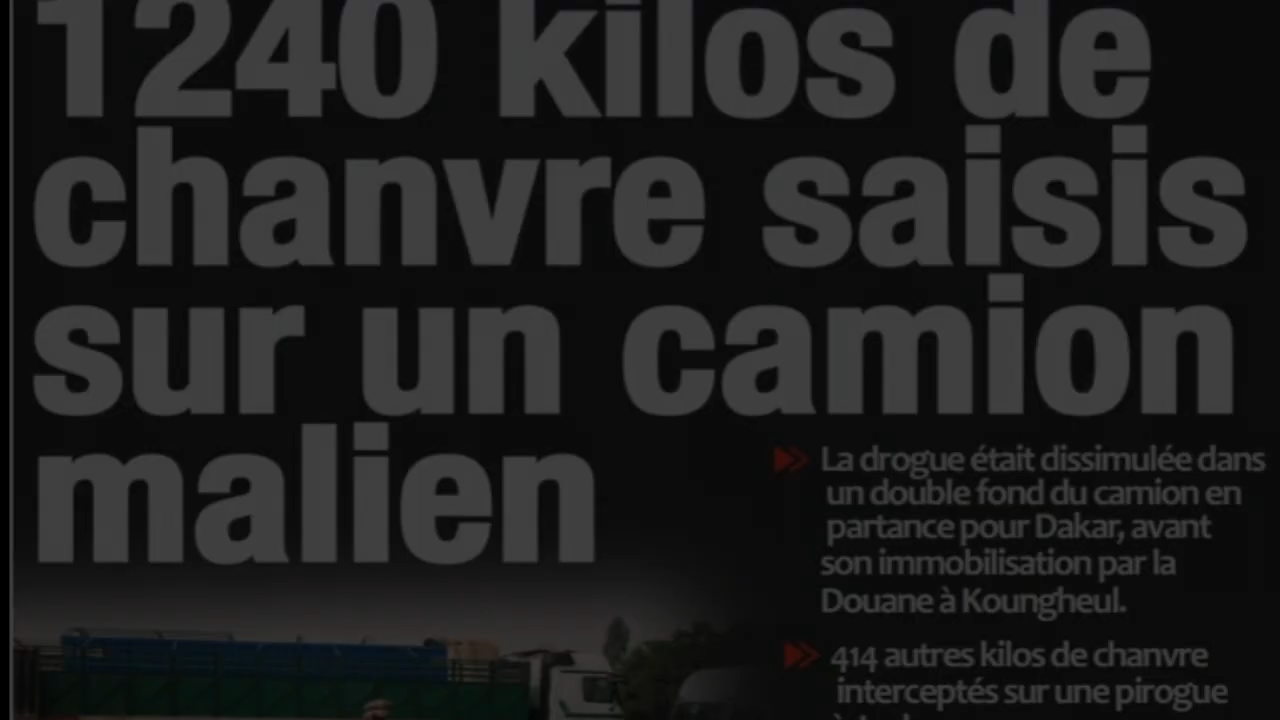 1240 kilos de
chanvre saisis
sur un camion
malien
La drogue était dissimulée dans
un double fond du camion en
partance pour Dakar, avant
son immobilisation par la
Douane à Koungheul.
414 autres kilos de chanvre
interceptés sur une pirogue